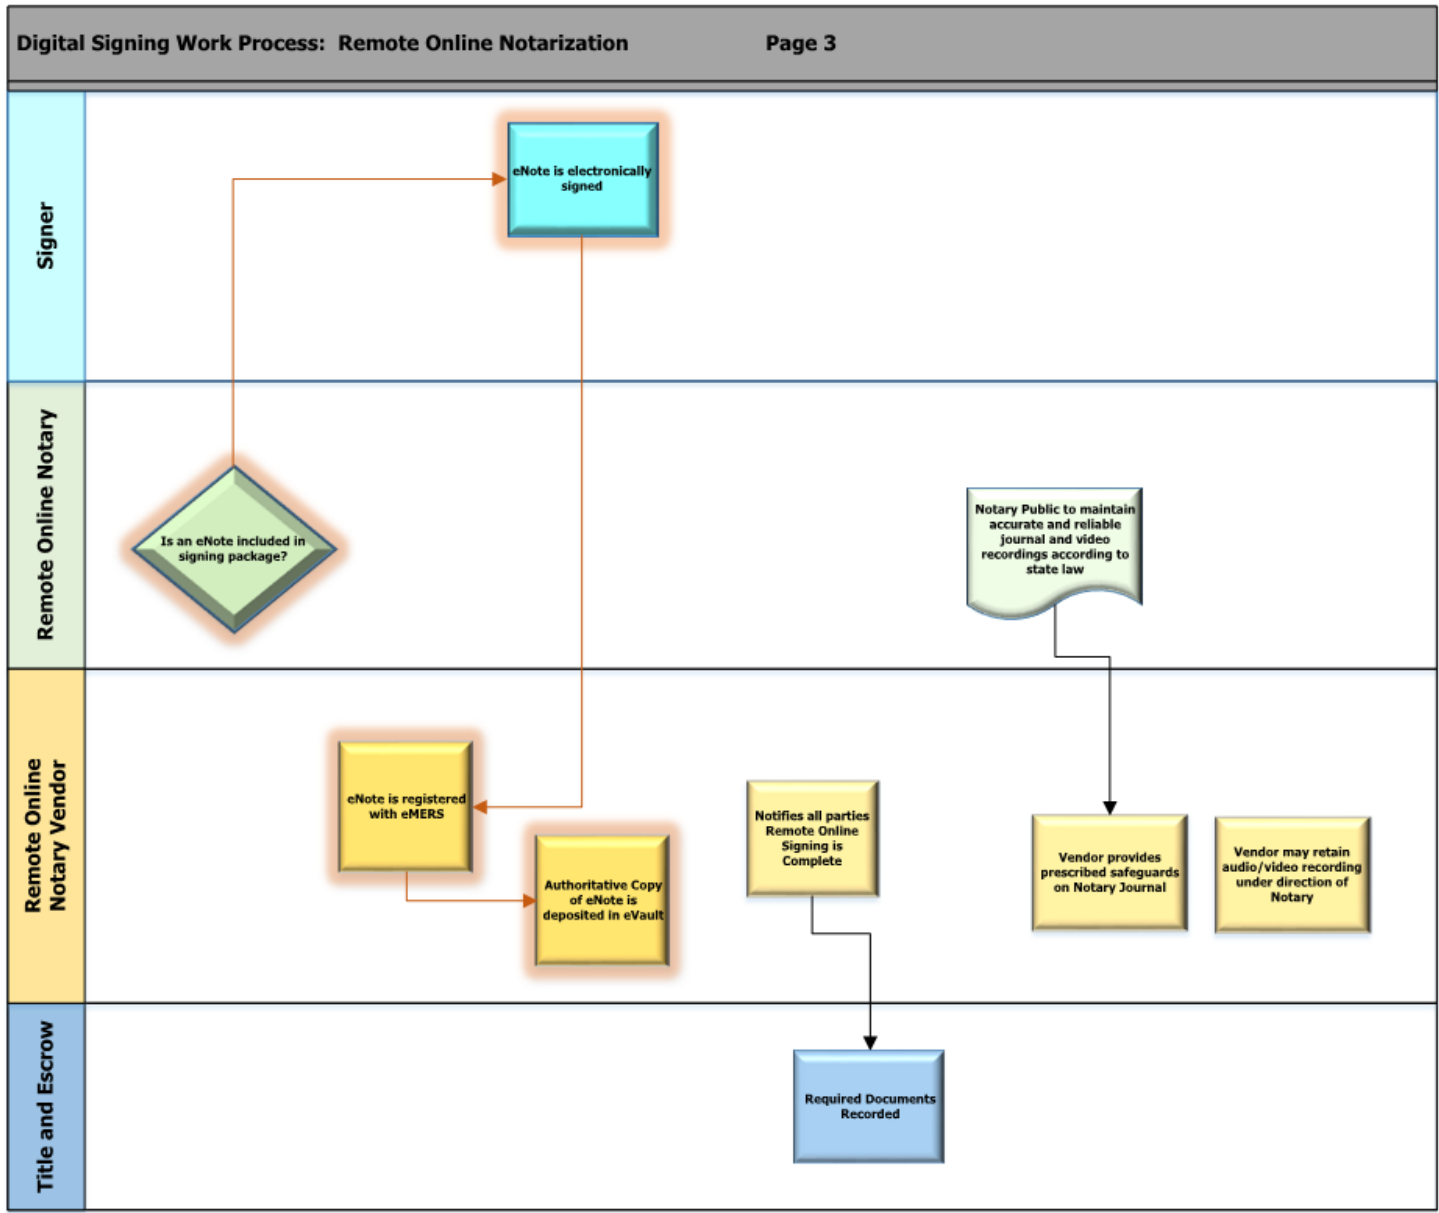 Digital Signing Work Process:  Remote Online Notarization Page 3
Signer
eNote is electronically
signed
Remote Online Notary
Is an eNote included in
signing package?
Notary Public to maintain
accurate and reliable
journal and video
recordings according to
state law
Remote Online
Notary Vendor
eNote is registered
with eMERS
Authoritative Copy
of eNote is
deposited in eVault
Notifies all parties
Remote Online
Signing is
Complete
Vendor provides
prescribed safeguards
on Notary Journal
Vendor may retain
audio/video recording
under direction of
Notary
Title and Escrow
Required Documents
Recorded